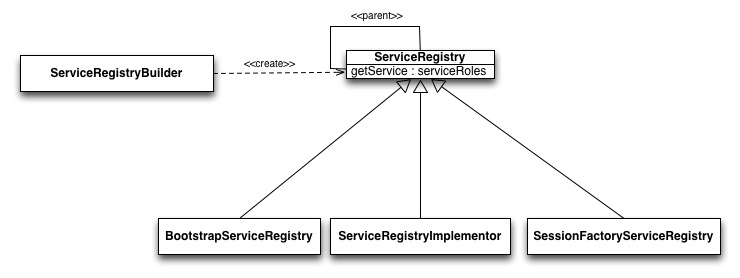 <<parent>>
ServiceRegistry
getService : serviceRoles
ServiceRegistryBuilder
<<create>>
BootstrapServiceRegistry
ServiceRegistryImplementor
SessionFactoryServiceRegistry